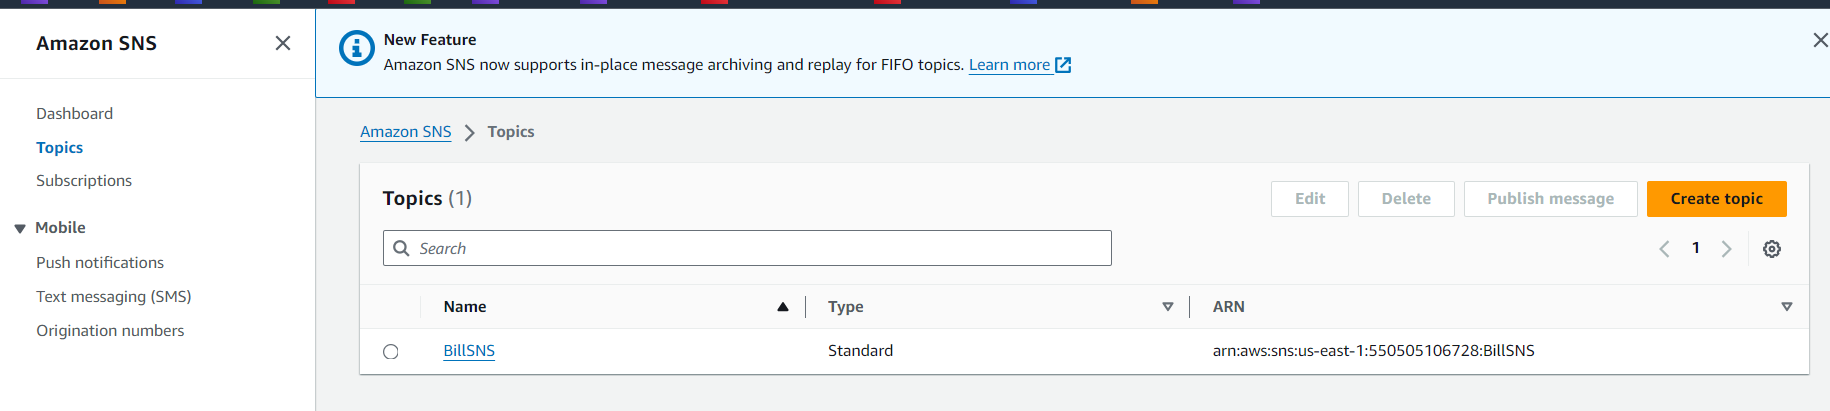 Amazon SNS
New Feature
Amazon SNS now supports in-place message archiving and replay for FIFO topics. Learn more
Dashboard
Topics
Subscriptions
Mobile
Push notifications
Text messaging (SMS)
Origination numbers
Amazon SNS > Topics
Topics (1)
Edit
Delete
Publish message
Create topic
Search
1
Name Type ARN
BillSNS Standard arn:aws:sns:us-east-1:550505106728:BillSNS